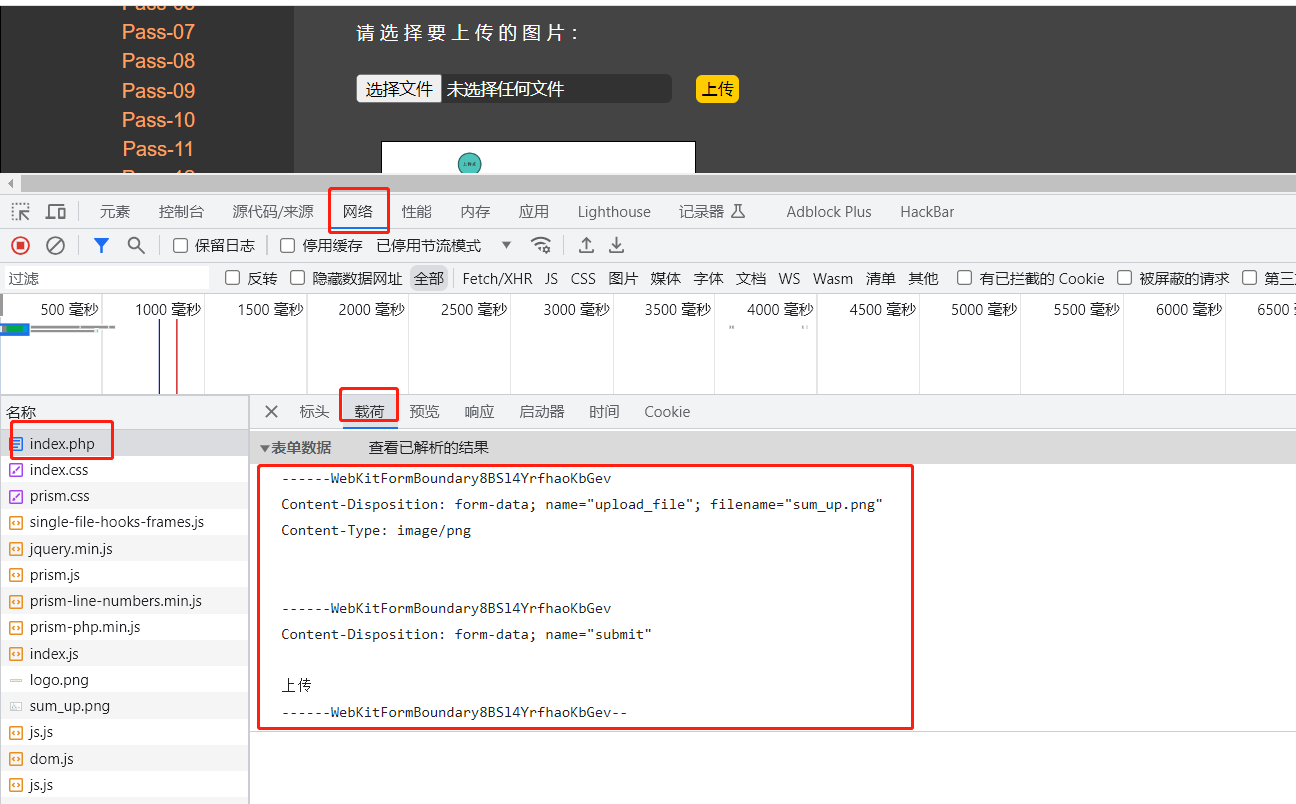 Pass-07
Pass-08
Pass-09
Pass-10
Pass-11
请选择要上传的图片：
选择文件 未选择任何文件 上传
元素 控制台 源代码/来源 网络 性能 内存 应用 Lighthouse 记录器 Adblock Plus HackBar
保留日志 停用缓存 已停用节流模式
过滤 反转 隐藏数据网址 全部 Fetch/XHR JS CSS 图片 媒体 字体 文档 WS Wasm 清单 其他 有已拦截的 Cookie 被屏蔽的请求 第三
500 毫秒 1000 毫秒 1500 毫秒 2000 毫秒 2500 毫秒 3000 毫秒 3500 毫秒 4000 毫秒 4500 毫秒 5000 毫秒 5500 毫秒 6000 毫秒 6500
名称
index.php
index.css
prism.css
single-file-hooks-frames.js
jquery.min.js
prism.js
prism-line-numbers.min.js
prism-php.min.js
index.js
logo.png
sum_up.png
js.js
dom.js
js.js
标头 载荷 预览 响应 启动器 时间 Cookie
▼表单数据 查看已解析的结果
------WebKitFormBoundary8BSl4YrfhaoKbGev
Content-Disposition: form-data; name="upload_file"; filename="sum_up.png"
Content-Type: image/png
------WebKitFormBoundary8BSl4YrfhaoKbGev
Content-Disposition: form-data; name="submit"
上传
------WebKitFormBoundary8BSl4YrfhaoKbGev--